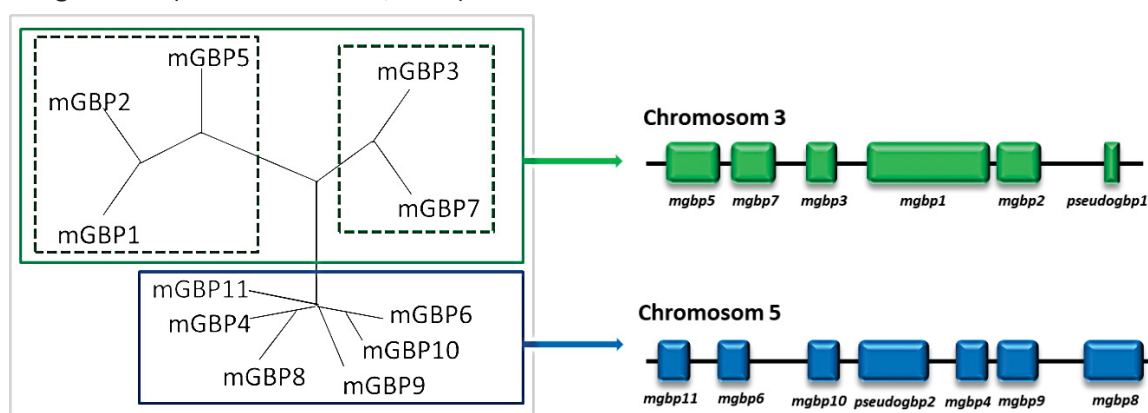 mGBP5
mGBP3
mGBP2
mGBP7
mGBP1
mGBP11
mGBP4
mGBP6
mGBP10
mGBP8
mGBP9
Chromosom 3
mgbp5 mgbp7 mgbp3 mgbp1 mgbp2 pseudogbp1
Chromosom 5
mgbp11 mgbp6 mgbp10 pseudogbp2 mgbp4 mgbp9 mgbp8